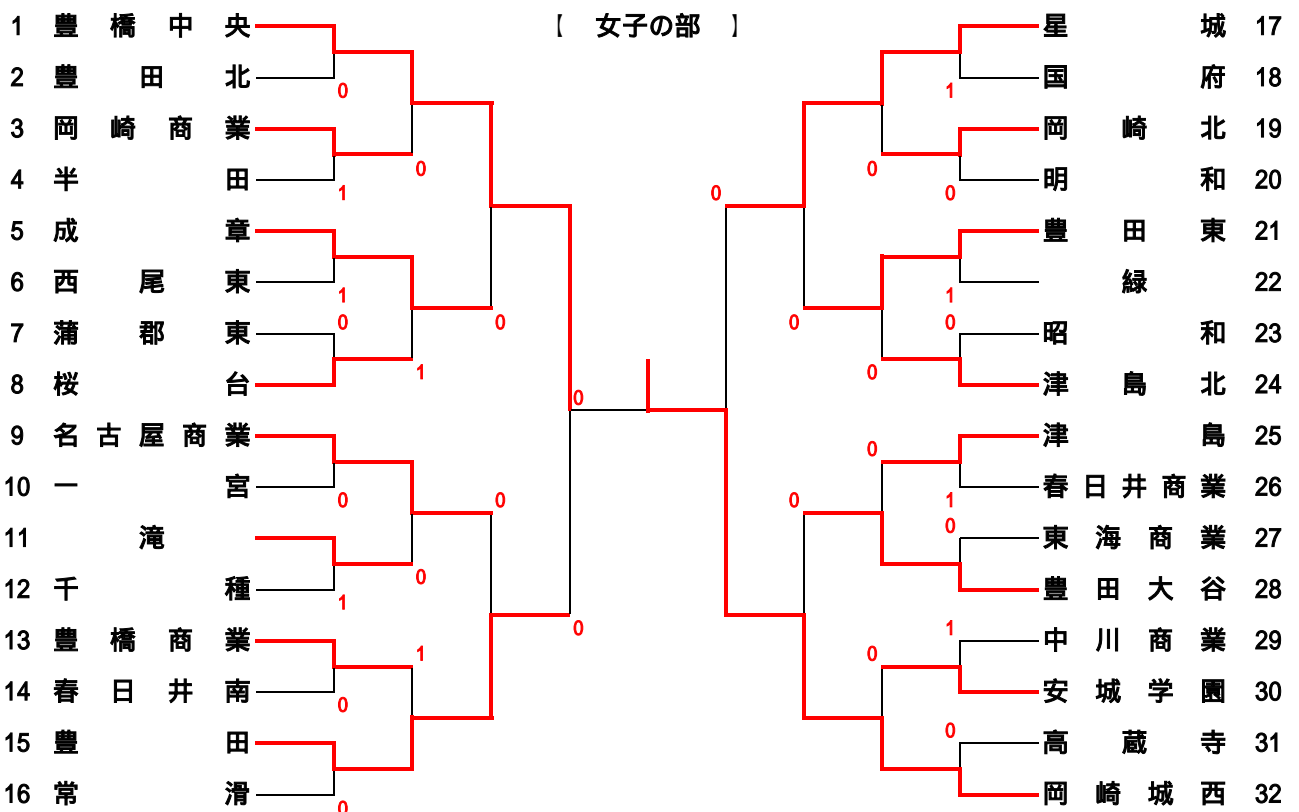 【 女子の部 】
1 豊橋中央
2 豊田北
0
3 岡崎商業
0
4 半田
1
5 成章
6 西尾東
1
0
0
7 蒲郡東
8 桜台
1
0
9 名古屋商業
10 一宮
0
0
11 滝
0
12 千種
1
0
13 豊橋商業
1
14 春日井南
0
15 豊田
16 常滑
0
星城 17
国府 18
1
岡崎北 19
0
明和 20
0
0
豊田東 21
緑 22
1
0
0
昭和 23
津島北 24
0
津島 25
0
春日井商業 26
1
0
0
東海商業 27
豊田大谷 28
1
中川商業 29
0
安城学園 30
0
高蔵寺 31
岡崎城西 32